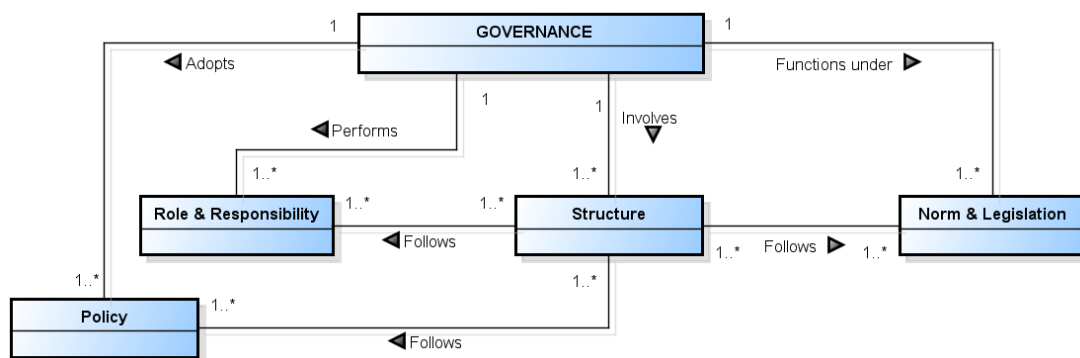 1
GOVERNANCE
1
Adopts
Functions under
1
1
Involves
Performs
1..*
1..*
1..*
Role & Responsibility
1..*
1..*
Structure
Norm & Legislation
Follows
1..*
Follows
1..*
1..*
1..*
1..*
Policy
Follows